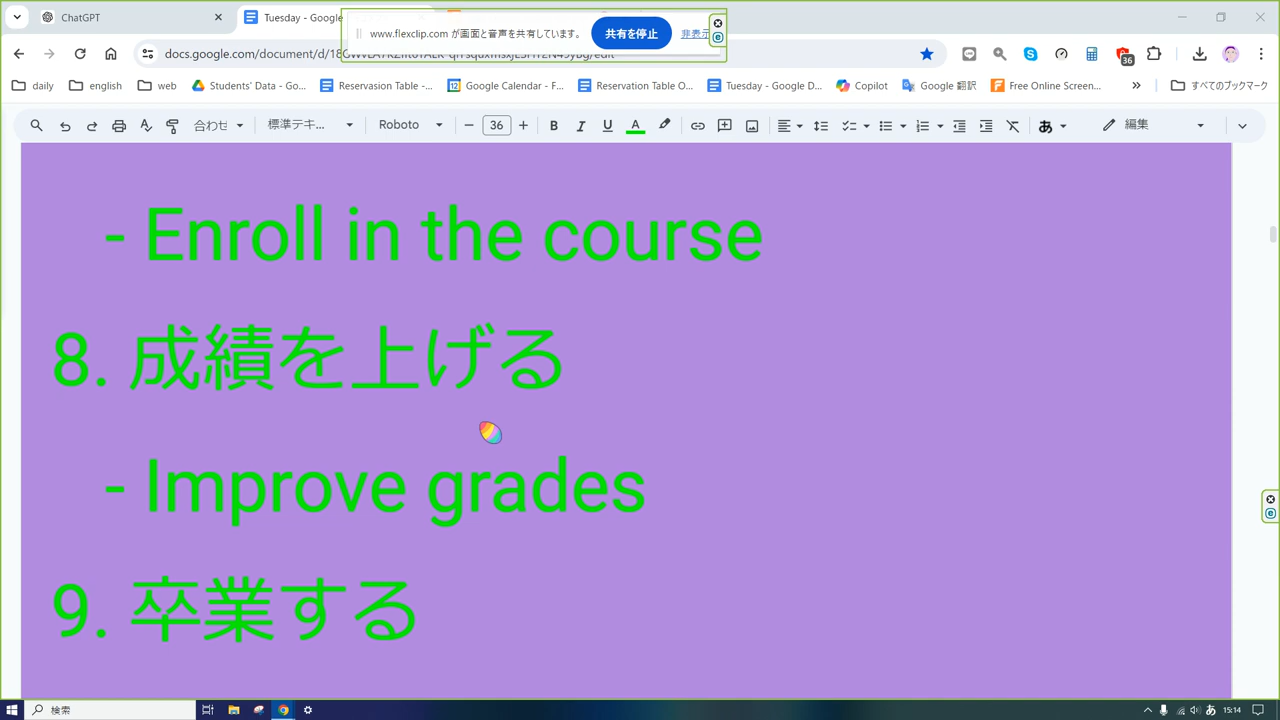 ChatGPT
Tuesday - Google
www.flexclip.com が画面と音声を共有しています。
共有を停止
非表示
36
daily
english
web
Students' Data - Go...
Reservasion Table -...
Google Calendar - F...
Reservation Table O...
Tuesday - Google D...
Copilot
Google 翻訳
Free Online Screen...
すべてのブックマーク
標準テキ...
Roboto
36
編集
- Enroll in the course
8. 成績を上げる
- Improve grades
9. 卒業する
検索
あ
15:14